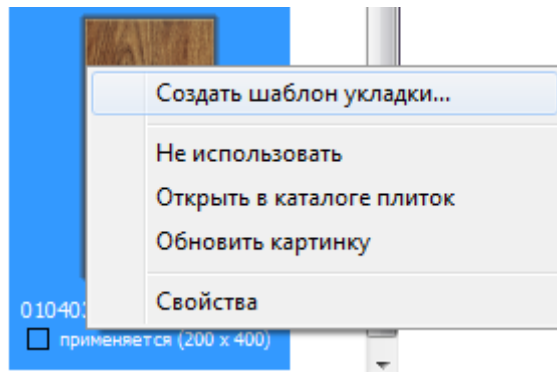 Создать шаблон укладки...
Не использовать
Открыть в каталоге плиток
Обновить картинку
Свойства
применяется (200 x 400)